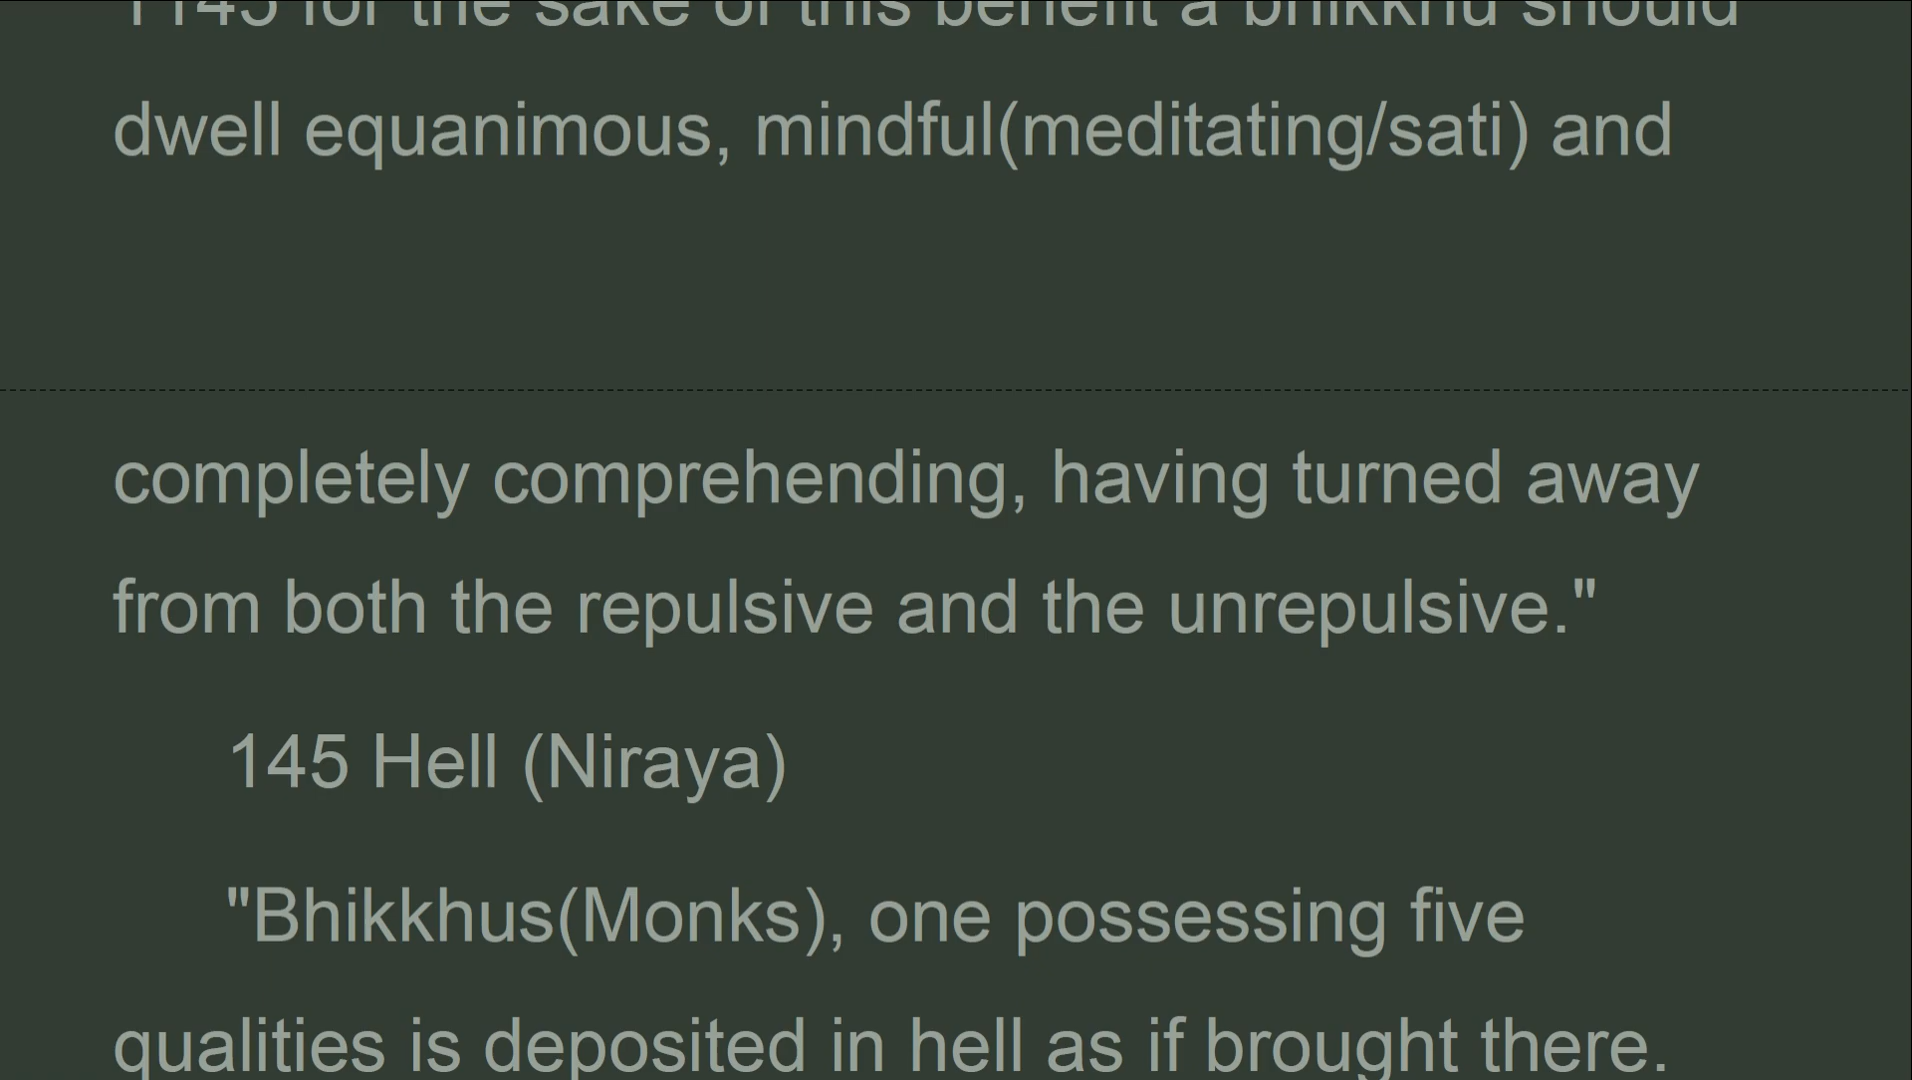 1145 for the sake of this benefit a bhikkhu should
dwell equanimous, mindful(meditating/sati) and
completely comprehending, having turned away
from both the repulsive and the unrepulsive."
145 Hell (Niraya)
"Bhikkhus(Monks), one possessing five
qualities is deposited in hell as if brought there.